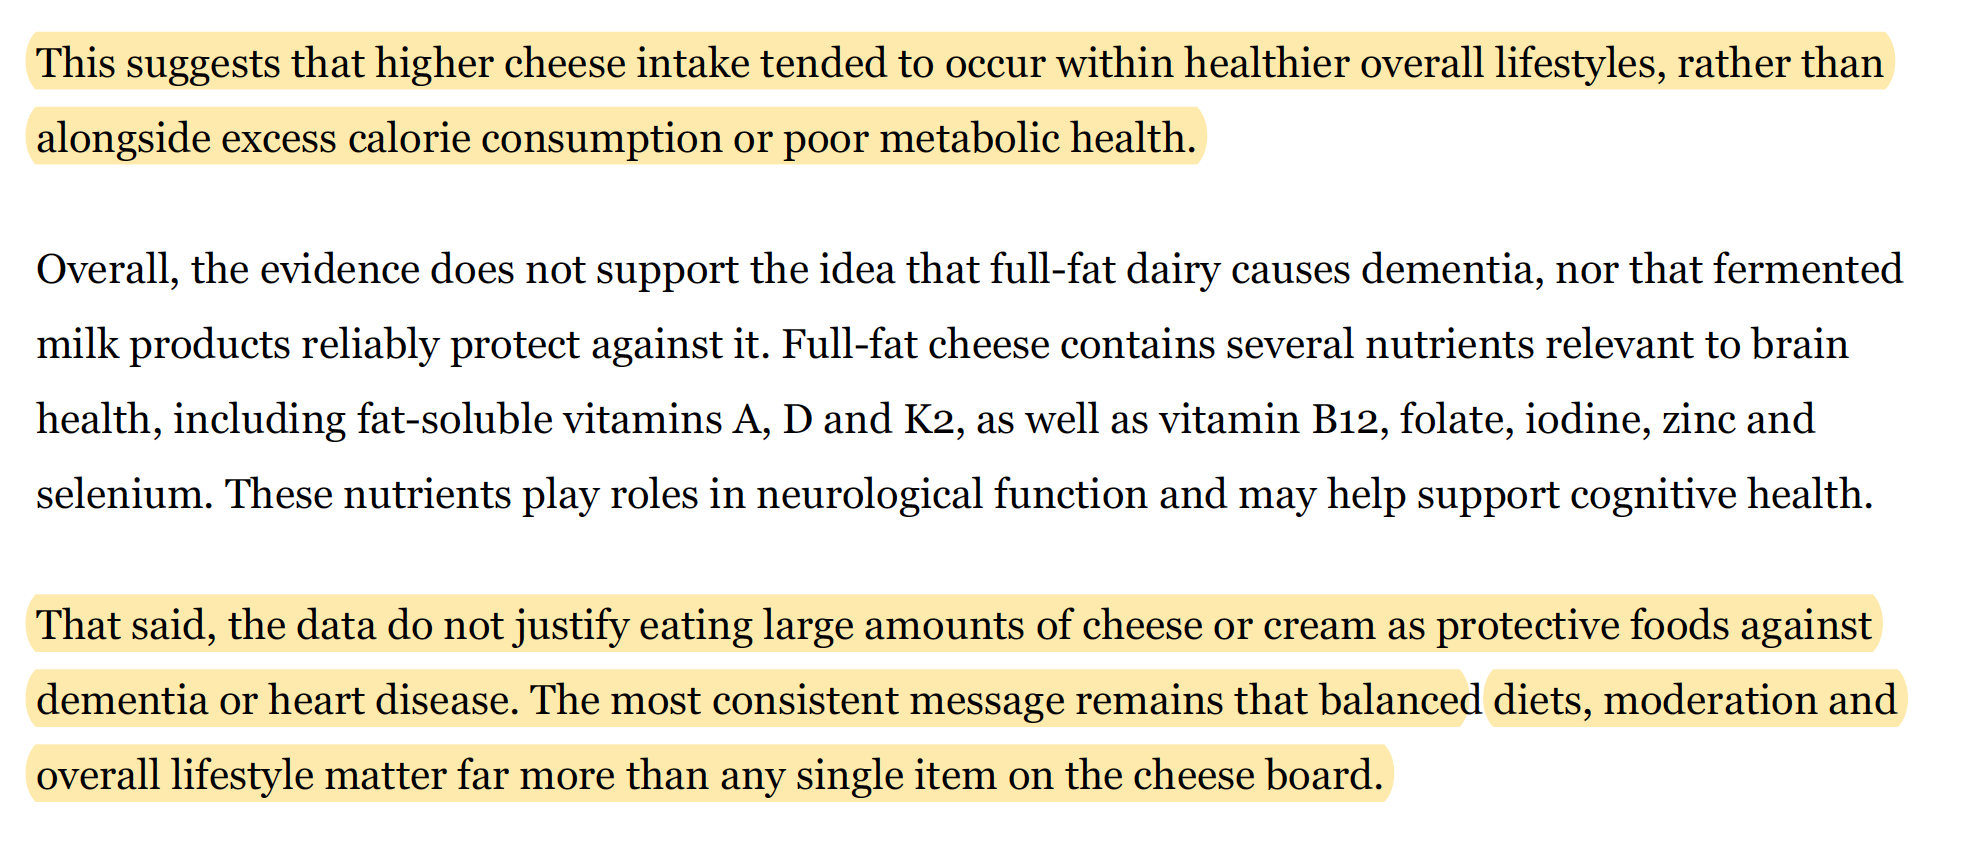 This suggests that higher cheese intake tended to occur within healthier overall lifestyles, rather than
alongside excess calorie consumption or poor metabolic health.
Overall, the evidence does not support the idea that full-fat dairy causes dementia, nor that fermented
milk products reliably protect against it. Full-fat cheese contains several nutrients relevant to brain
health, including fat-soluble vitamins A, D and K2, as well as vitamin B12, folate, iodine, zinc and
selenium. These nutrients play roles in neurological function and may help support cognitive health.
That said, the data do not justify eating large amounts of cheese or cream as protective foods against
dementia or heart disease. The most consistent message remains that balanced diets, moderation and
overall lifestyle matter far more than any single item on the cheese board.